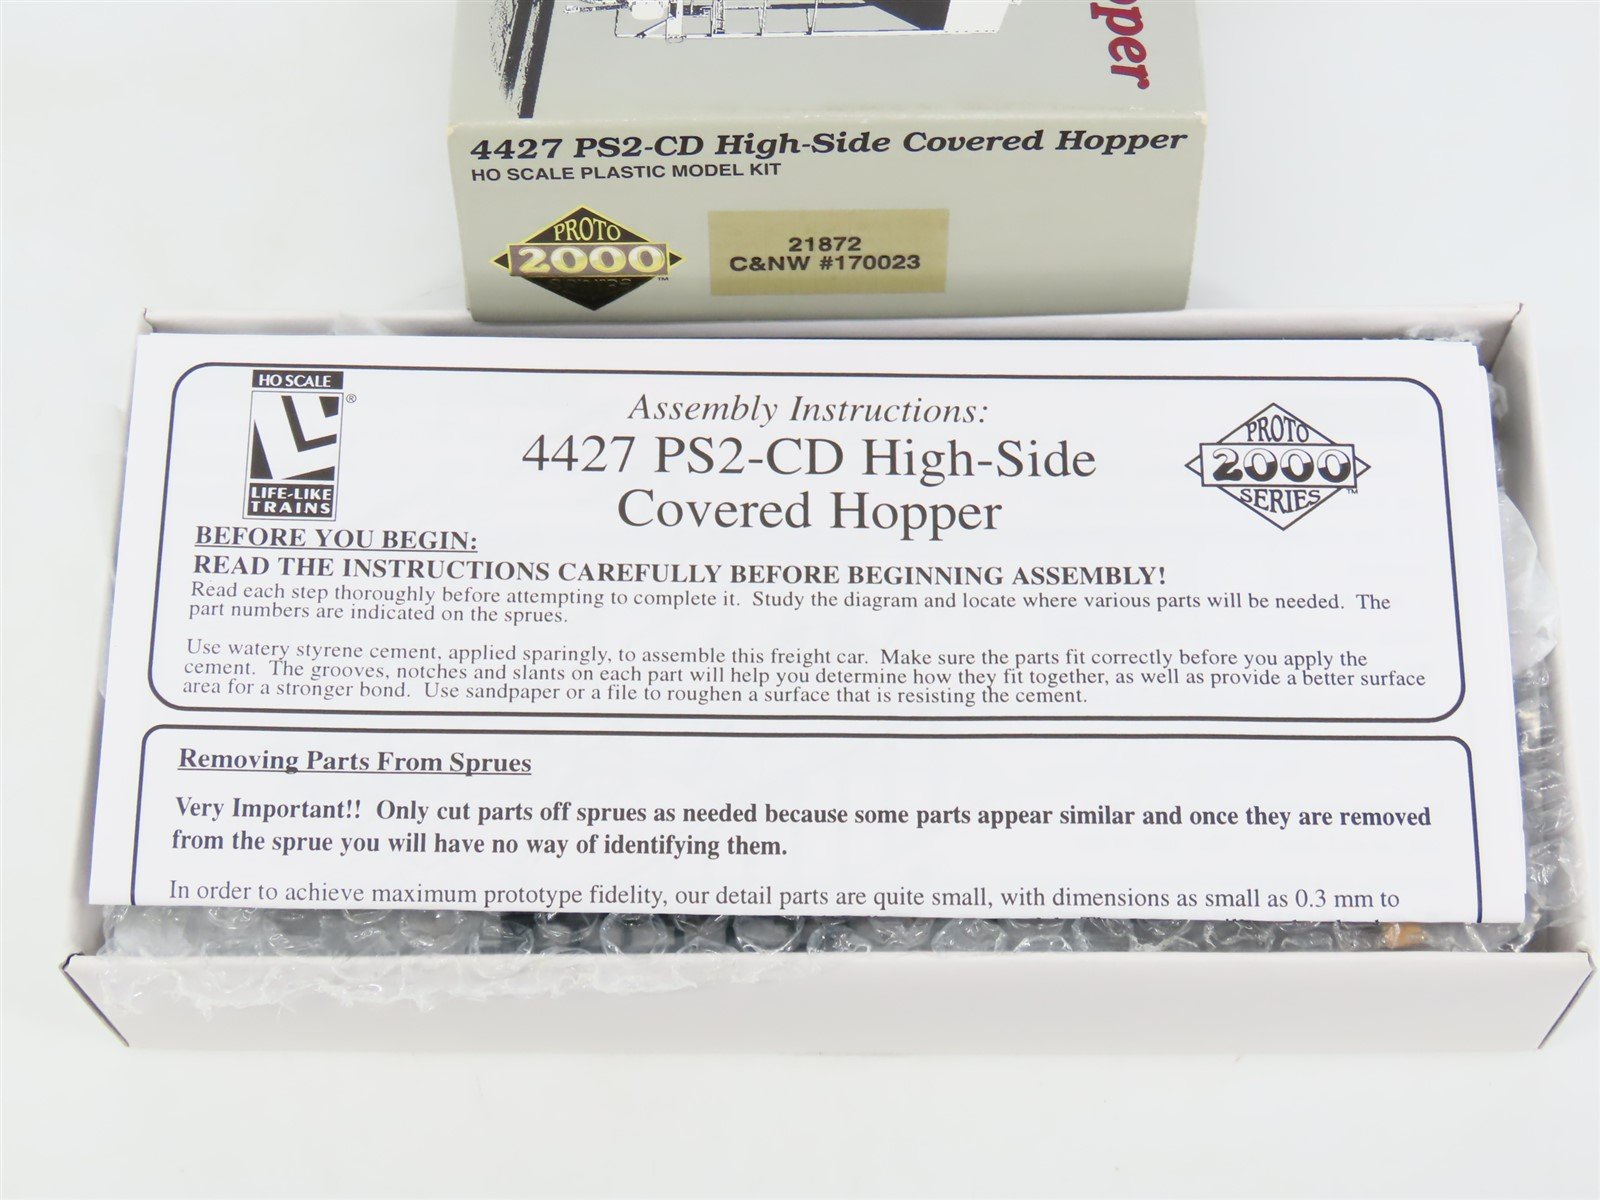 pper
4427 PS2-CD High-Side Covered Hopper
HO SCALE PLASTIC MODEL KIT
PROTO
2000
SERIES
™
21872
C&NW #170023
HO SCALE
®
LIFE-LIKE
TRAINS
Assembly Instructions:
4427 PS2-CD High-Side
Covered Hopper
PROTO
2000
SERIES
™
BEFORE YOU BEGIN:
READ THE INSTRUCTIONS CAREFULLY BEFORE BEGINNING ASSEMBLY!
Read each step thoroughly before attempting to complete it. Study the diagram and locate where various parts will be needed. The
part numbers are indicated on the sprues.
Use watery styrene cement, applied sparingly, to assemble this freight car. Make sure the parts fit correctly before you apply the
cement. The grooves, notches and slants on each part will help you determine how they fit together, as well as provide a better surface
area for a stronger bond. Use sandpaper or a file to roughen a surface that is resisting the cement.
Removing Parts From Sprues
Very Important!! Only cut parts off sprues as needed because some parts appear similar and once they are removed
from the sprue you will have no way of identifying them.
In order to achieve maximum prototype fidelity, our detail parts are quite small, with dimensions as small as 0.3 mm to